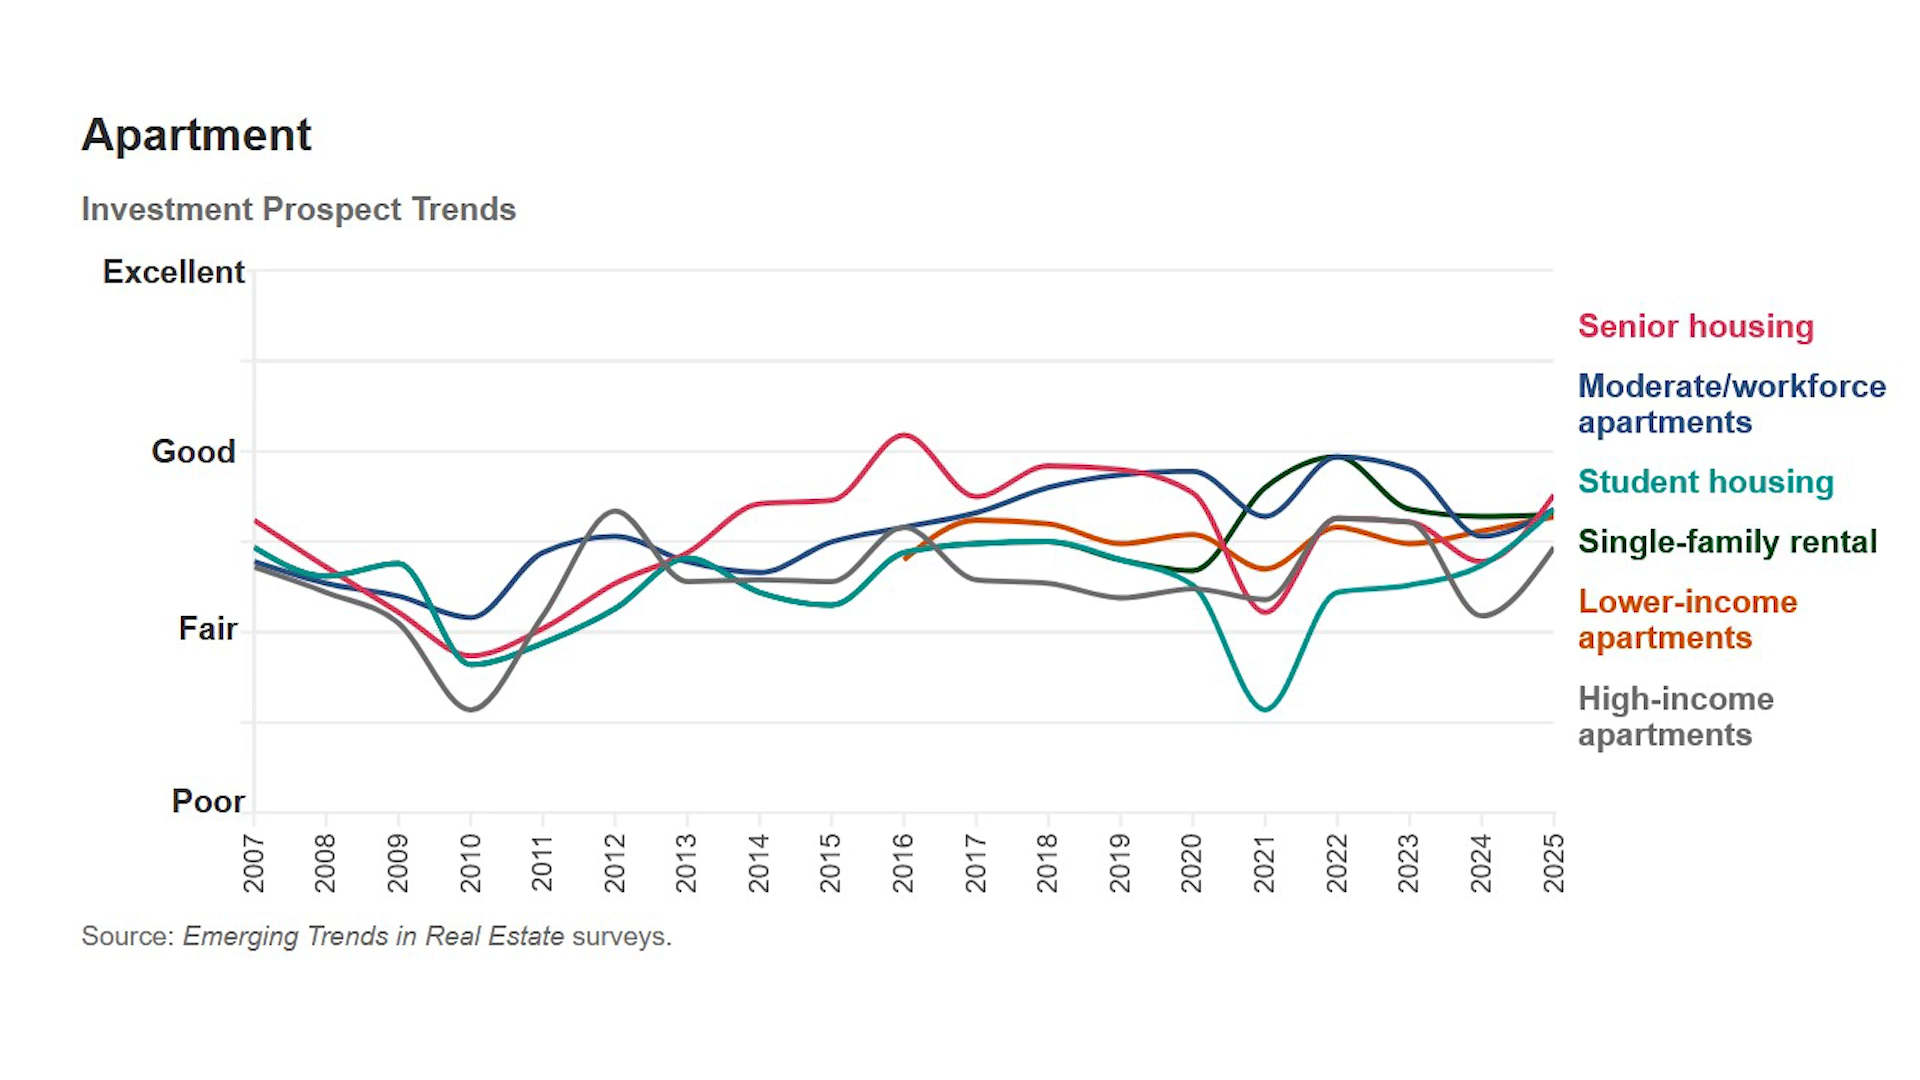 Apartment
Investment Prospect Trends
Excellent
Good
Fair
Poor
2007
2008
2009
2010
2011
2012
2013
2014
2015
2016
2017
2018
2019
2020
2021
2022
2023
2024
2025
Senior housing
Moderate/workforce
apartments
Student housing
Single-family rental
Lower-income
apartments
High-income
apartments
Source: Emerging Trends in Real Estate surveys.